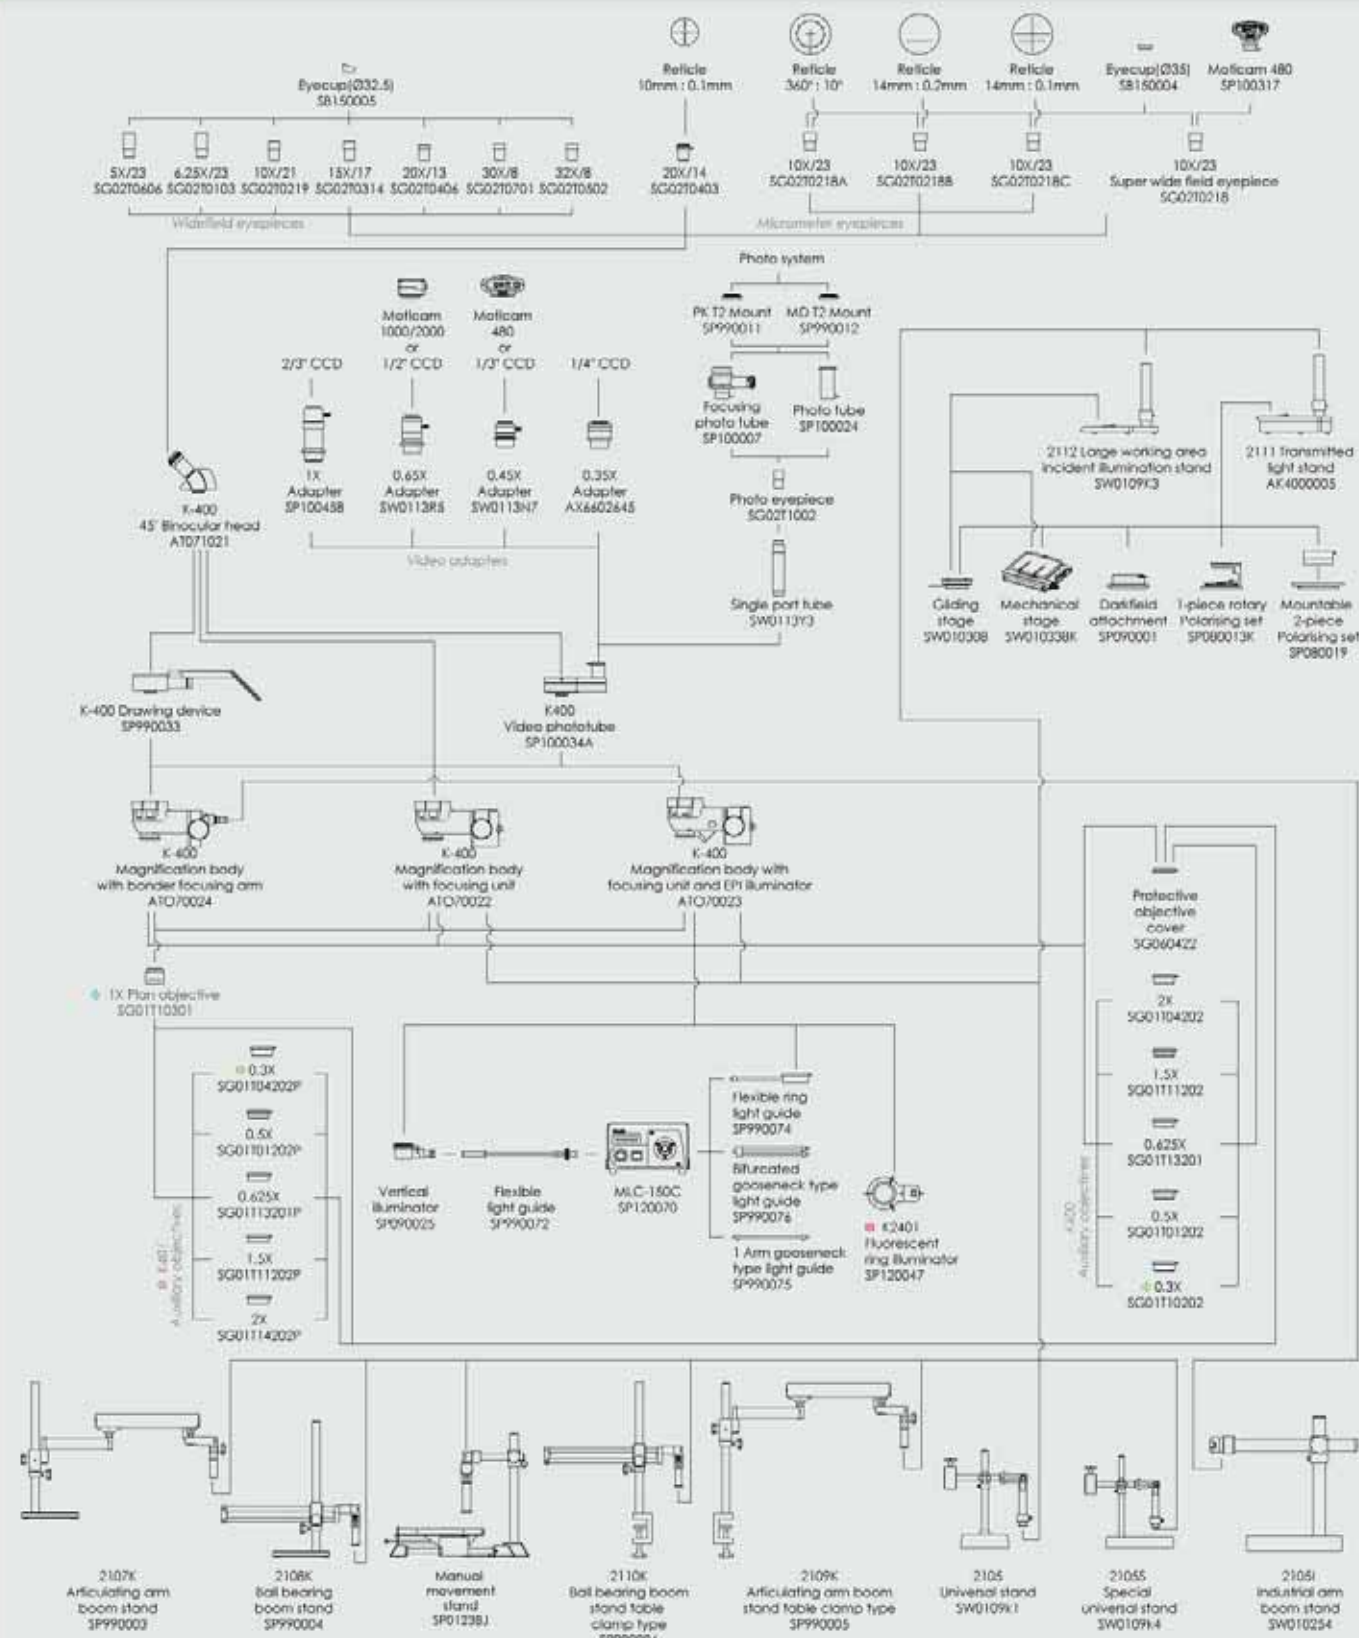 Eyecup(Ø32.5)
SB150005
Reticle
10mm : 0.1mm
Reticle
360° : 10°
Reticle
14mm : 0.2mm
Reticle
14mm : 0.1mm
Eyecup(Ø35)
SB150004
Moticam 480
SP100317
5X/23
SG02T0606
6.25X/23
SG02T0103
10X/21
SG02T0219
15X/17
SG02T0314
20X/13
SG02T0406
30X/8
SG02T0701
32X/8
SG02T0502
20X/14
SG02T0403
10X/23
SG02T0218A
10X/23
SG02T0218B
10X/23
SG02T0218C
10X/23
Super wide field eyepiece
SG02T0218
Widefield eyepieces
Micrometer eyepieces
Photo system
PK T2 Mount
SP990011
MD T2 Mount
SP990012
Moticam
1000/2000
or
1/2" CCD
Moticam
480
or
1/3" CCD
2/3" CCD
1/4" CCD
Focusing
photo tube
SP100007
Photo tube
SP100024
1X
Adapter
SP10045B
0.65X
Adapter
SW0113R5
0.45X
Adapter
SW0113N7
0.35X
Adapter
AX6602645
Video adapters
Photo eyepiece
SG02T1002
Single port tube
SW0113Y3
2112 Large working area
incident illumination stand
SW0109K3
2111 Transmitted
light stand
AK4000005
Gliding
stage
SW010308
Mechanical
stage
SW010338K
Darkfield
attachment
SP090001
1-piece rotary
Polarising set
SP080013K
Mountable
2-piece
Polarising set
SP080019
K-400
45° Binocular head
AT071021
K-400 Drawing device
SP990033
K400
Video phototube
SP100034A
K-400
Magnification body
with bonder focusing arm
ATO70024
K-400
Magnification body
with focusing unit
ATO70022
K-400
Magnification body with
focusing unit and EPI illuminator
ATO70023
Protective
objective
cover
SG060422
1X Plan objective
SG01T10301
0.3X
SG01T04202P
0.5X
SG01T01202P
0.625X
SG01T13201P
1.5X
SG01T11202P
2X
SG01T14202P
K401
Auxiliary objectives
Vertical
illuminator
SP090025
Flexible
light guide
SP990072
MLC-150C
SP120070
Flexible ring
light guide
SP990074
Bifurcated
gooseneck type
light guide
SP990076
1 Arm gooseneck
type light guide
SP990075
K2401
Fluorescent
ring illuminator
SP120047
K400
Auxiliary objectives
2X
SG01T04202
1.5X
SG01T11202
0.625X
SG01T13201
0.5X
SG01T01202
0.3X
SG01T10202
2107K
Articulating arm
boom stand
SP990003
2108K
Ball bearing
boom stand
SP990004
Manual
movement
stand
SP01238J
2110K
Ball bearing boom
stand table
clamp type
2109K
Articulating arm boom
stand table clamp type
SP990005
2105
Universal stand
SW0109K1
2105S
Special
universal stand
SW0109K4
2105I
Industrial arm
boom stand
SW010254